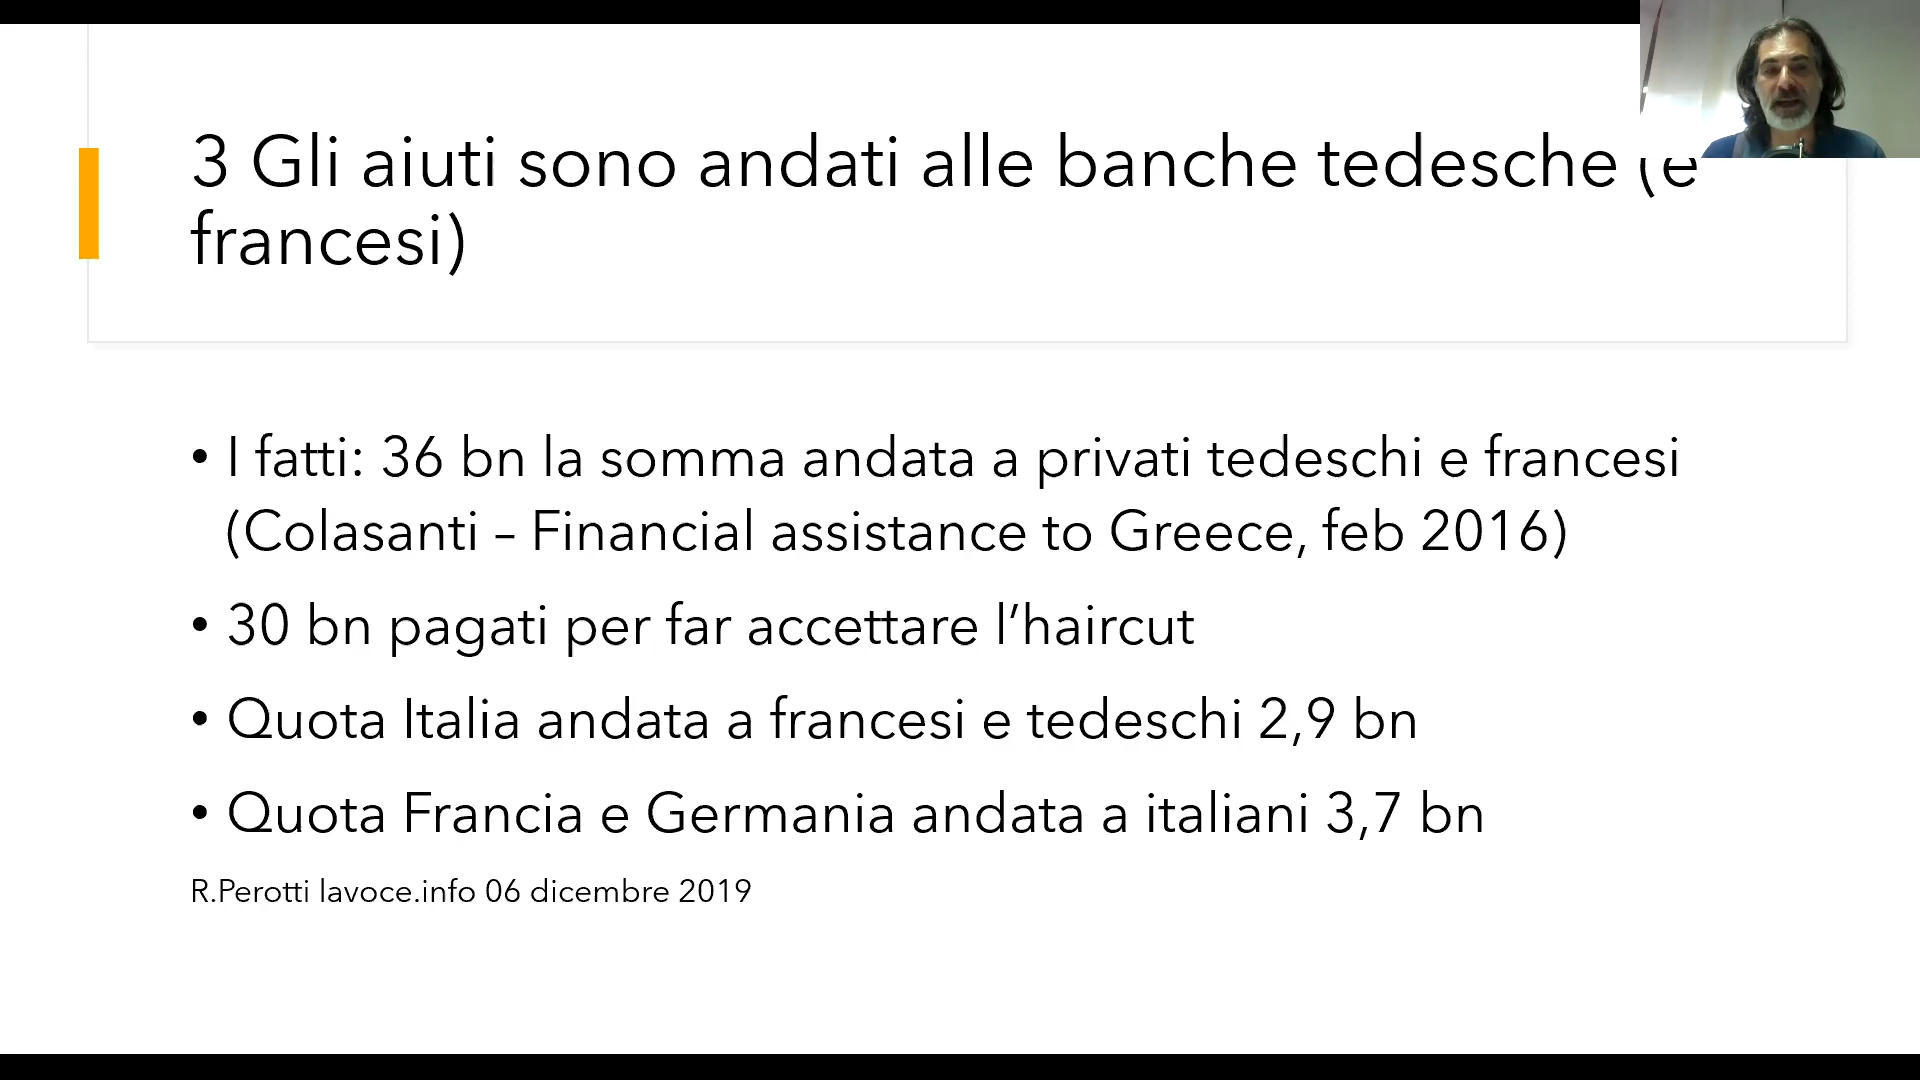 3 Gli aiuti sono andati alle banche tedesche (e
francesi)
• I fatti: 36 bn la somma andata a privati tedeschi e francesi
(Colasanti – Financial assistance to Greece, feb 2016)
• 30 bn pagati per far accettare l’haircut
• Quota Italia andata a francesi e tedeschi 2,9 bn
• Quota Francia e Germania andata a italiani 3,7 bn
R.Perotti lavoce.info 06 dicembre 2019